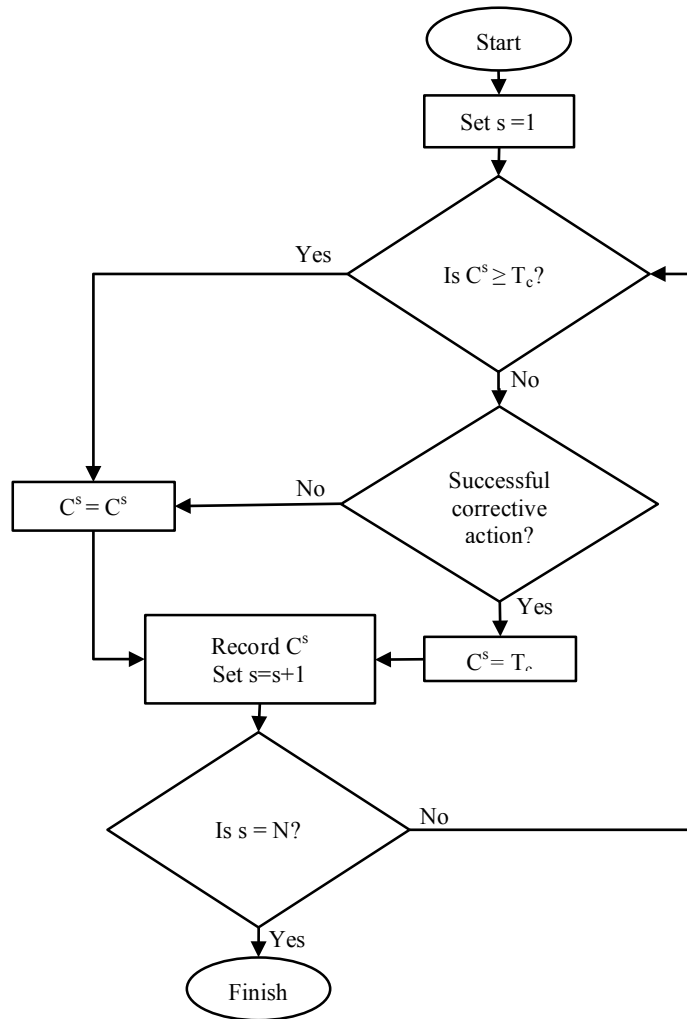 Start
Set s =1
Is Cˢ ≥ T꜀?
Yes
No
Successful
corrective
action?
No
Cˢ = Cˢ
Yes
Cˢ = T꜀
Record Cˢ
Set s=s+1
Is s = N?
No
Yes
Finish